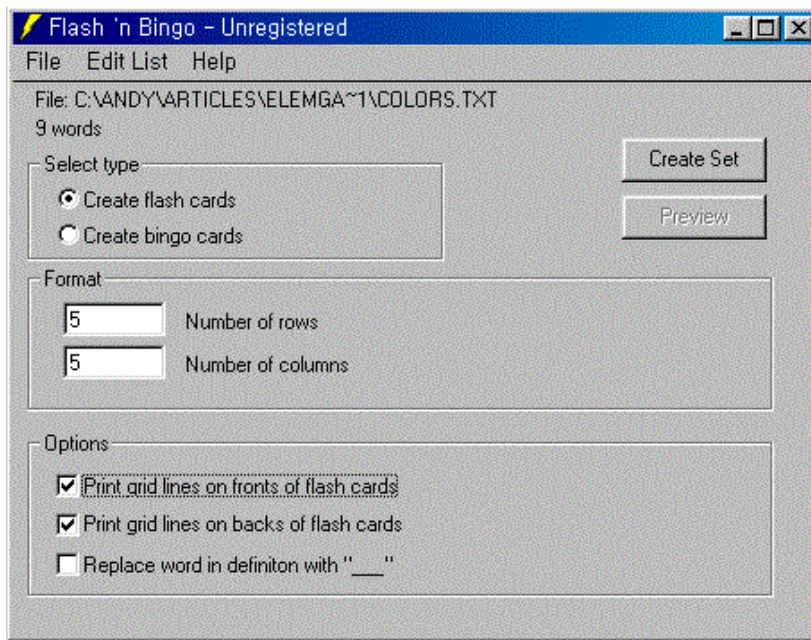 Flash 'n Bingo - Unregistered
File Edit List Help
File: C:\ANDY\ARTICLES\ELEMGA~1\COLORS.TXT
9 words
Create Set
Select type
Create flash cards
Preview
Create bingo cards
Format
5 Number of rows
5 Number of columns
Options
Print grid lines on fronts of flash cards
Print grid lines on backs of flash cards
Replace word in definiton with "___"